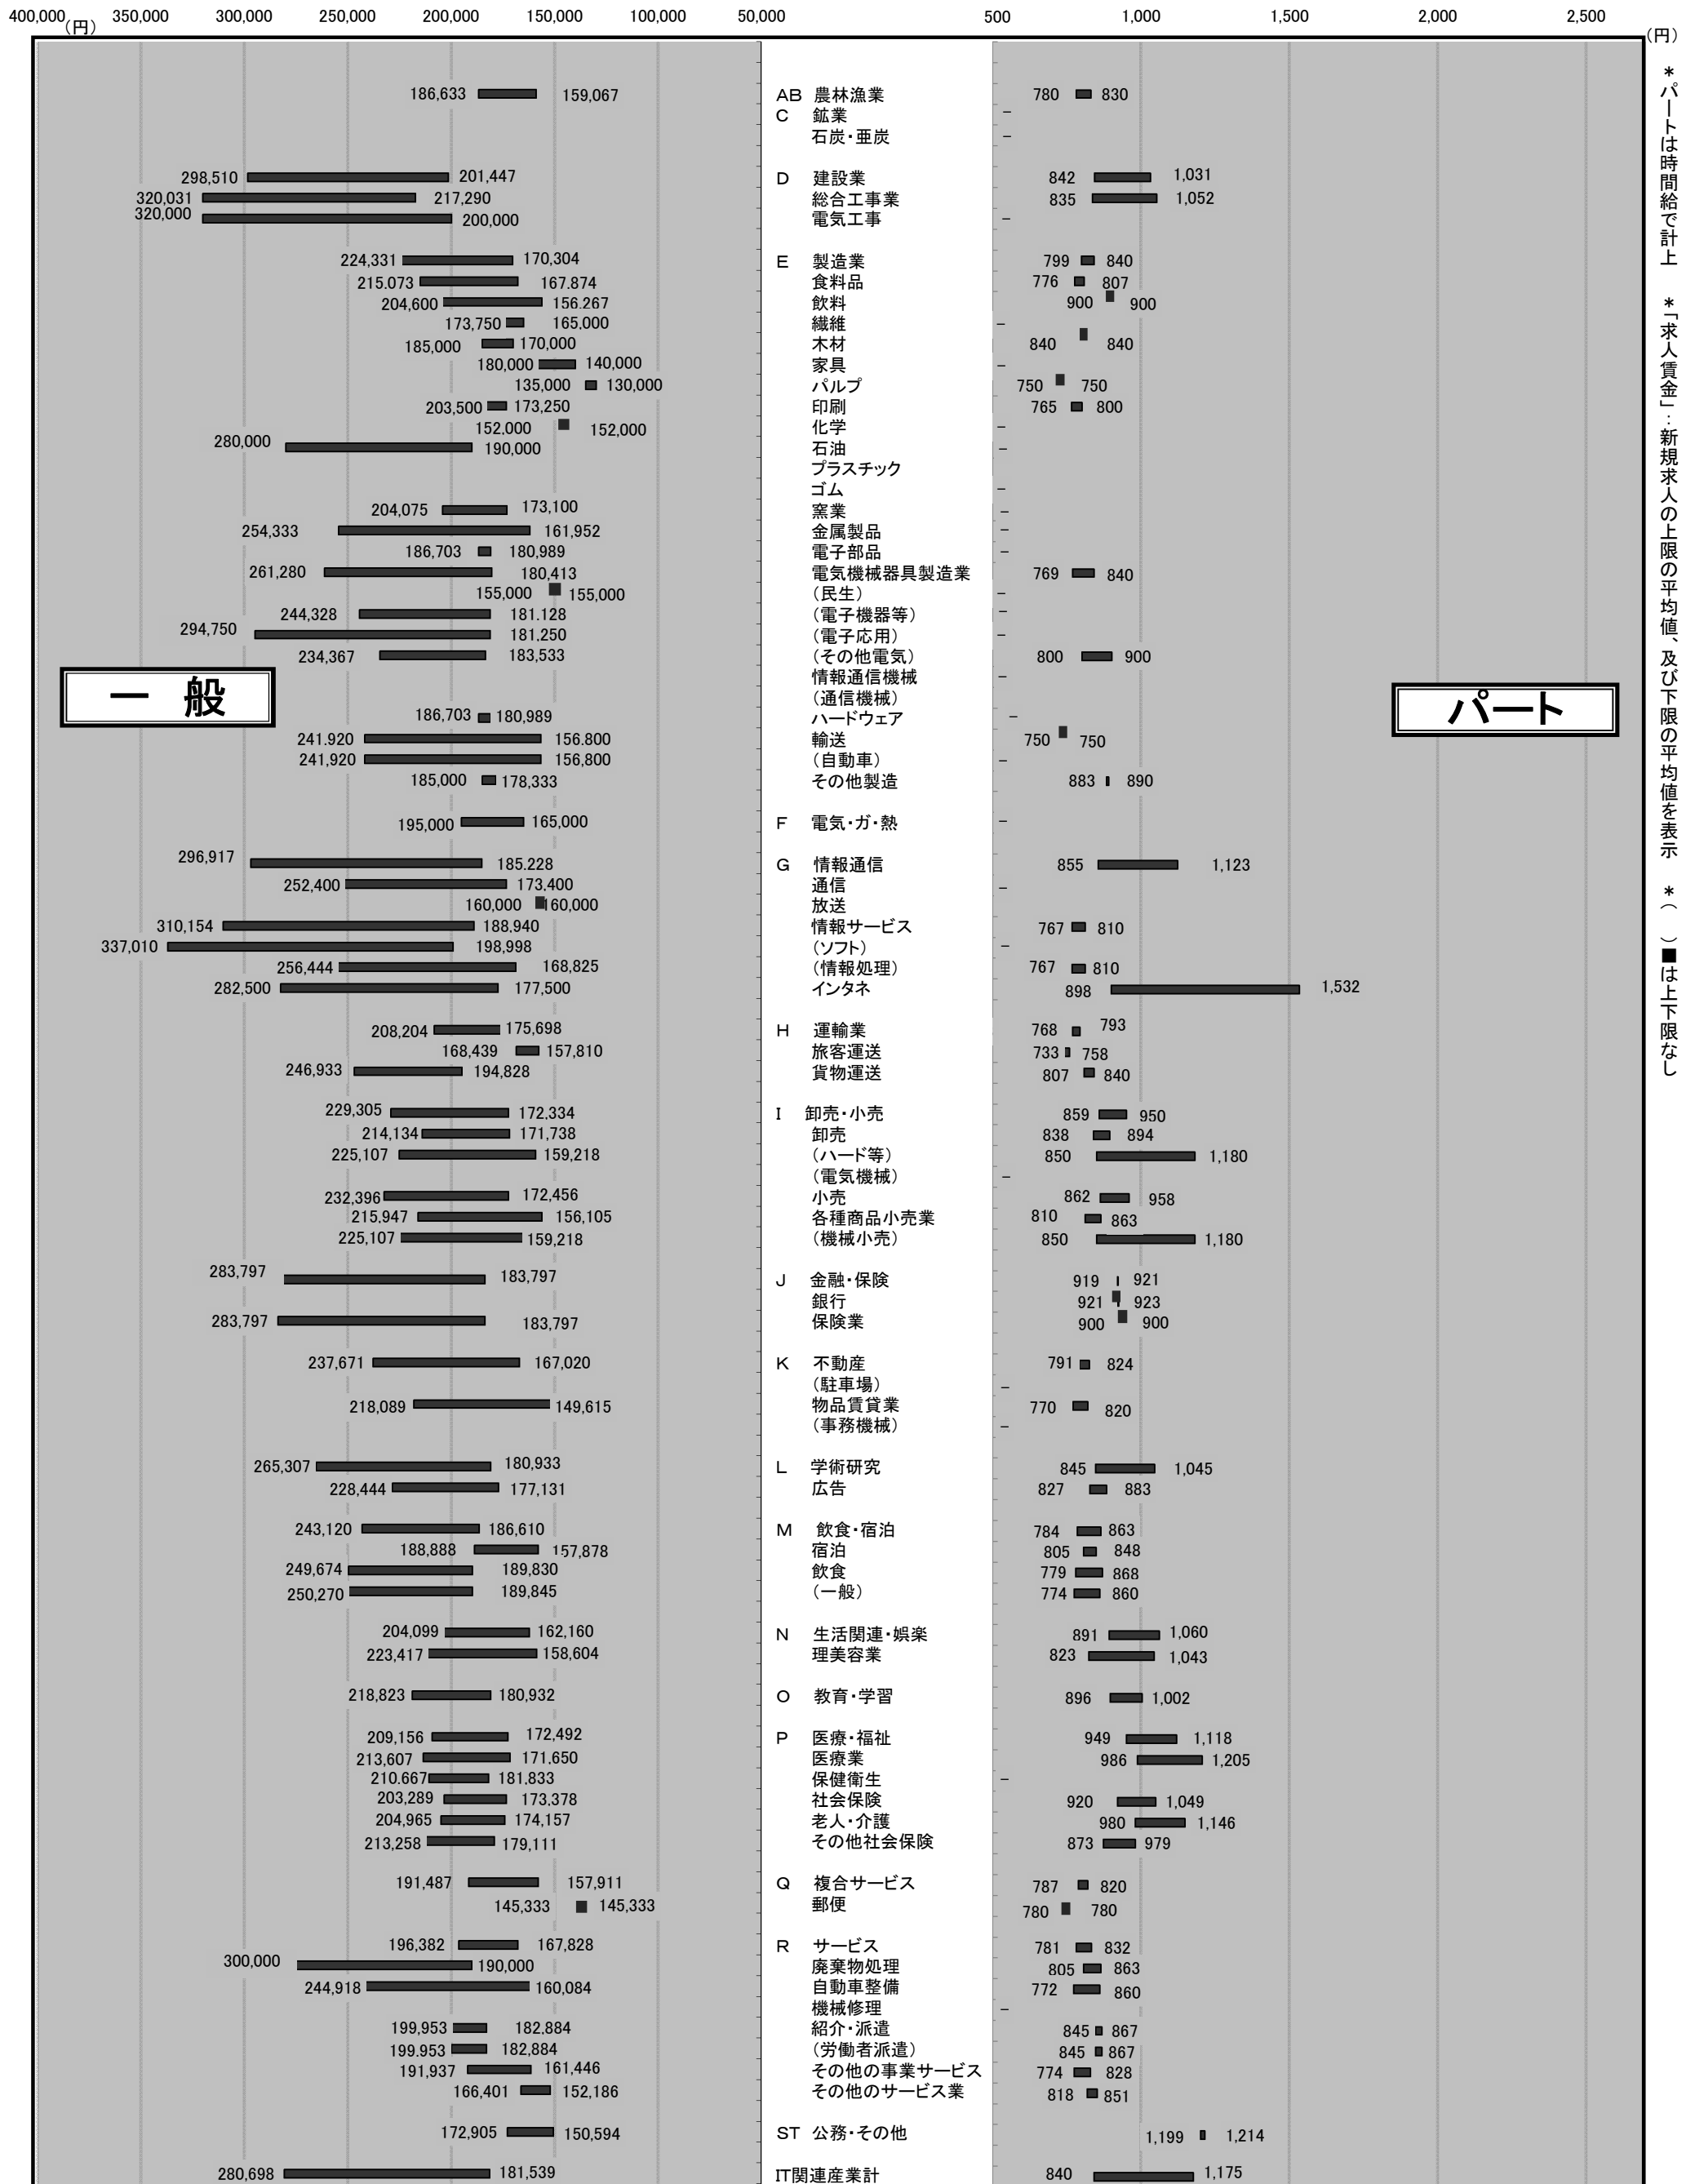 400,000 350,000 300,000 250,000 200,000 150,000 100,000 50,000 500 1,000 1,500 2,000 2,500
(円) (円)
186,633 159,067 AB 農林漁業 780 830
C 鉱業
石炭・亜炭
298,510 201,447 D 建設業 842 1,031
320,031 217,290 総合工事業 835 1,052
320,000 200,000 電気工事
224,331 170,304 E 製造業 799 840
215.073 167.874 食料品 776 807
204,600 156.267 飲料 900 900
173,750 165,000 繊維
185,000 170,000 木材 840 840
180,000 140,000 家具
135,000 130,000 パルプ 750 750
203,500 173,250 印刷 765 800
152,000 152,000 化学
280,000 190,000 石油
プラスチック
ゴム
204,075 173,100 窯業
254,333 161,952 金属製品
186,703 180,989 電子部品
261,280 180,413 電気機械器具製造業 769 840
155,000 155,000 (民生)
244,328 181.128 (電子機器等)
294,750 181,250 (電子応用)
234,367 183,533 (その他電気) 800 900
情報通信機械
(通信機械)
一 般
パート
186,703 180,989 ハードウェア
241.920 156.800 輸送 750 750
241,920 156,800 (自動車)
185,000 178,333 その他製造 883 890
195,000 165,000 F 電気・ガ・熱
296,917 185.228 G 情報通信 855 1,123
252,400 173,400 通信
160,000 160,000 放送
310,154 188,940 情報サービス 767 810
337,010 198,998 (ソフト)
256,444 168,825 (情報処理) 767 810
282,500 177,500 インタネ 898 1,532
208,204 175,698 H 運輸業 768 793
168,439 157,810 旅客運送 733 758
246,933 194,828 貨物運送 807 840
229,305 172,334 I 卸売・小売 859 950
214,134 171,738 卸売 838 894
225,107 159,218 (ハード等) 850 1,180
(電気機械)
232,396 172,456 小売 862 958
215,947 156,105 各種商品小売業 810 863
225,107 159,218 (機械小売) 850 1,180
283,797 183,797 J 金融・保険 919 921
銀行 921 923
283,797 183,797 保険業 900 900
237,671 167,020 K 不動産 791 824
(駐車場)
218,089 149,615 物品賃貸業 770 820
(事務機械)
265,307 180,933 L 学術研究 845 1,045
228,444 177,131 広告 827 883
243,120 186,610 M 飲食・宿泊 784 863
188,888 157,878 宿泊 805 848
249,674 189,830 飲食 779 868
250,270 189,845 (一般) 774 860
204,099 162,160 N 生活関連・娯楽 891 1,060
223,417 158,604 理美容業 823 1,043
218,823 180,932 O 教育・学習 896 1,002
209,156 172,492 P 医療・福祉 949 1,118
213,607 171,650 医療業 986 1,205
210.667 181,833 保健衛生
203,289 173,378 社会保険 920 1,049
204,965 174,157 老人・介護 980 1,146
213,258 179,111 その他社会保険 873 979
191,487 157,911 Q 複合サービス 787 820
145,333 145,333 郵便 780 780
196,382 167,828 R サービス 781 832
300,000 190,000 廃棄物処理 805 863
244,918 160,084 自動車整備 772 860
機械修理
199,953 182,884 紹介・派遣 845 867
199.953 182,884 (労働者派遣) 845 867
191,937 161,446 その他の事業サービス 774 828
166,401 152,186 その他のサービス業 818 851
172,905 150,594 ST 公務・その他 1,199 1,214
280,698 181,539 IT関連産業計 840 1,175
*パートは時間給で計上 *「求人賃金」:新規求人の上限の平均値、及び下限の平均値を表示 *( )■は上下限なし